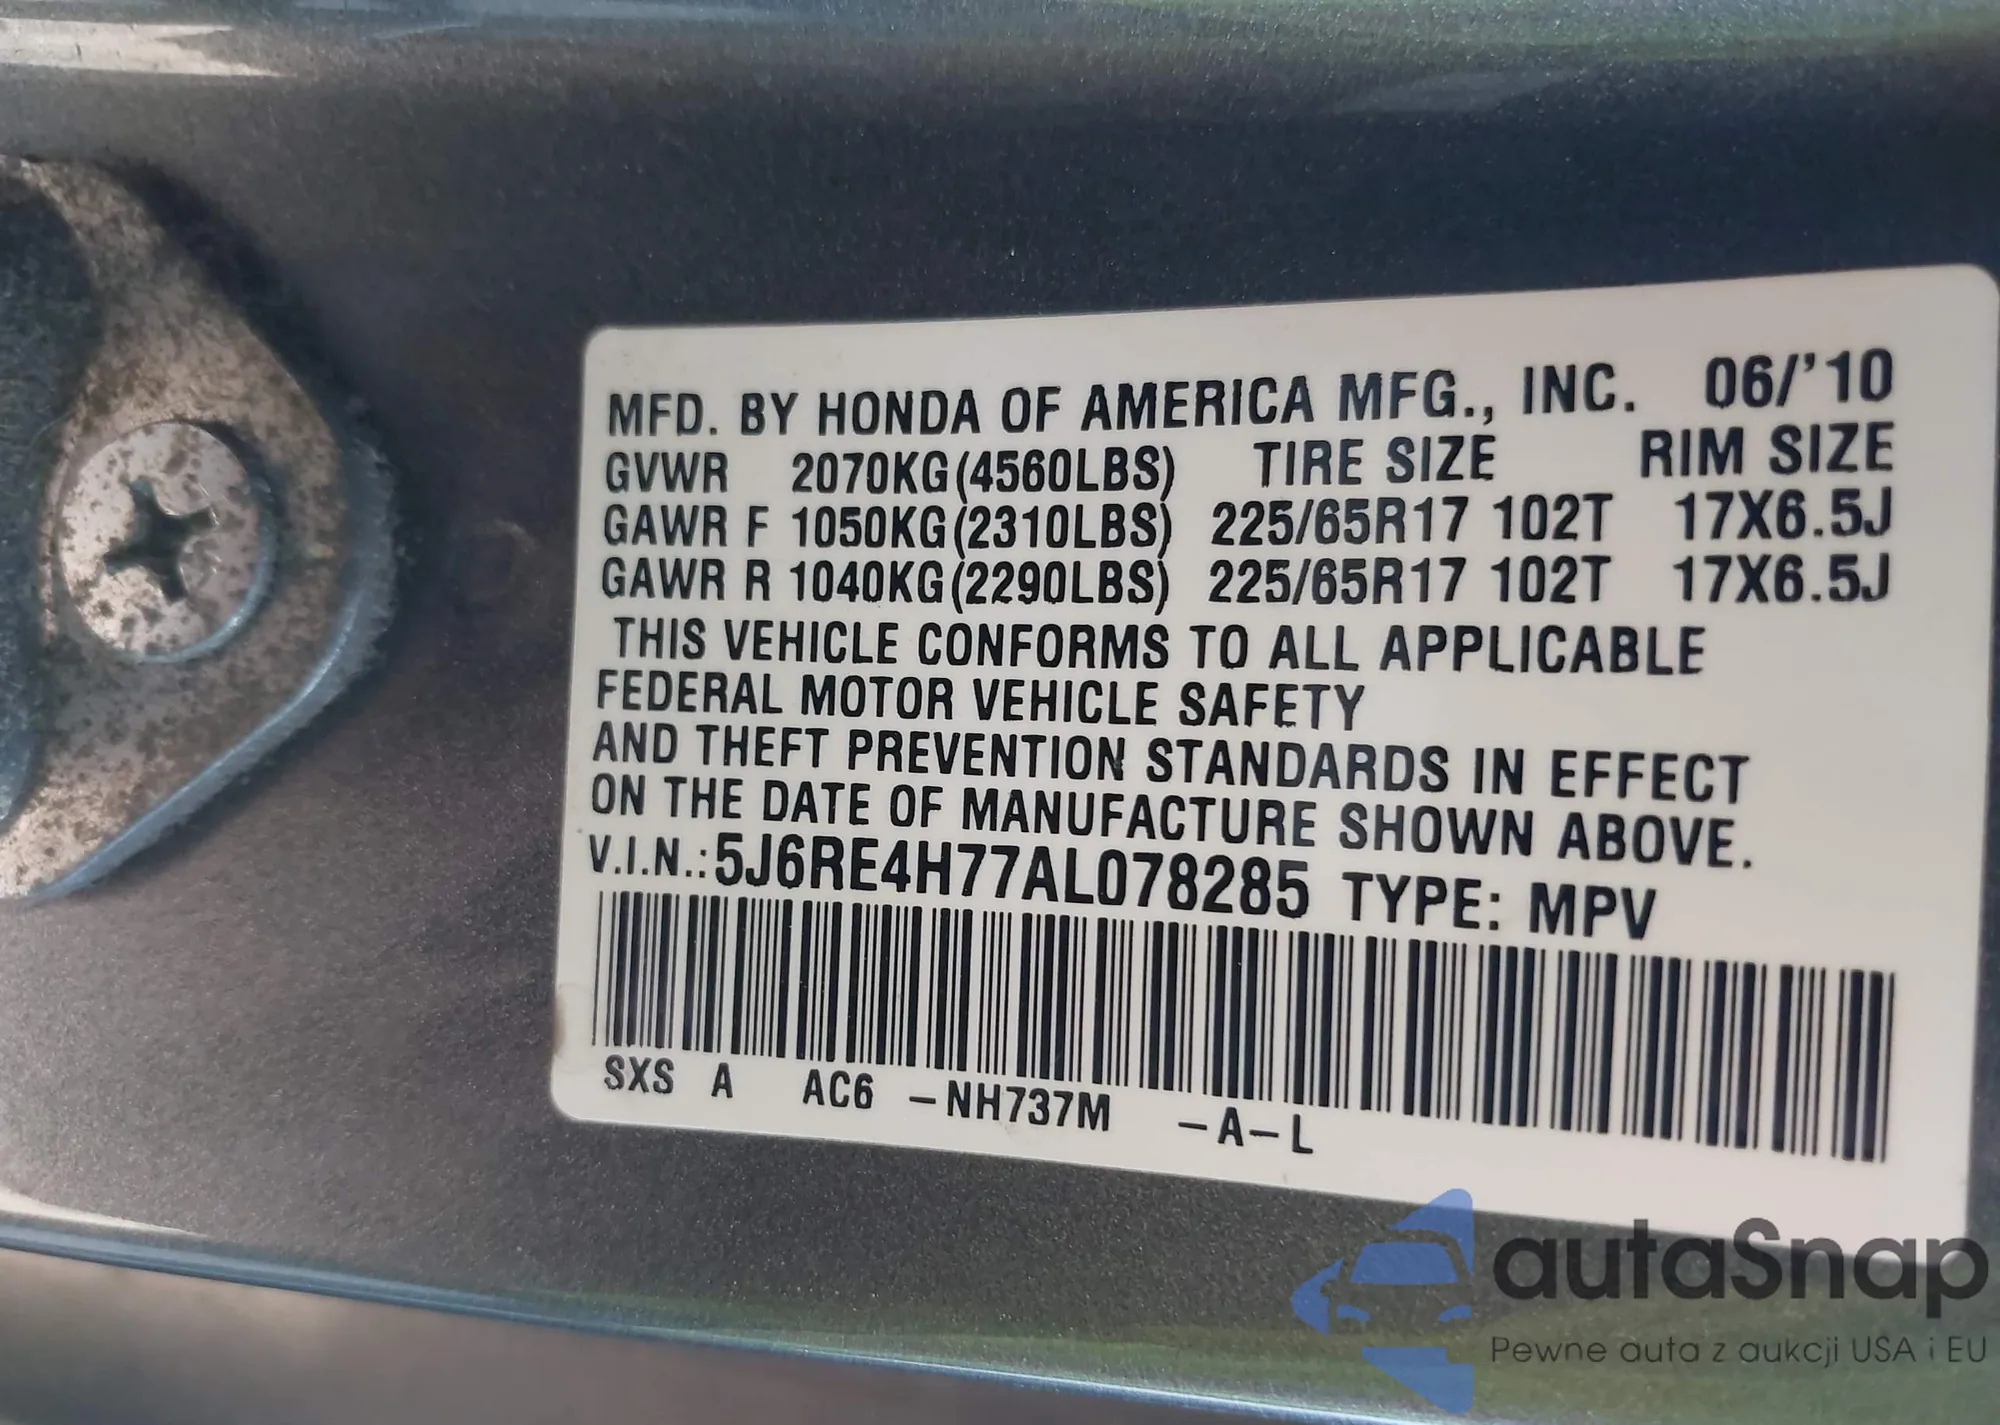 MFD. BY HONDA OF AMERICA MFG., INC. 06/'10
GVWR 2070KG(4560LBS) TIRE SIZE RIM SIZE
GAWR F 1050KG(2310LBS) 225/65R17 102T 17X6.5J
GAWR R 1040KG(2290LBS) 225/65R17 102T 17X6.5J
THIS VEHICLE CONFORMS TO ALL APPLICABLE
FEDERAL MOTOR VEHICLE SAFETY
AND THEFT PREVENTION STANDARDS IN EFFECT
ON THE DATE OF MANUFACTURE SHOWN ABOVE.
V.I.N.: 5J6RE4H77AL078285 TYPE: MPV
SXS A AC6 -NH737M -A-L
autaSnap
Pewne auta z aukcji USA i EU